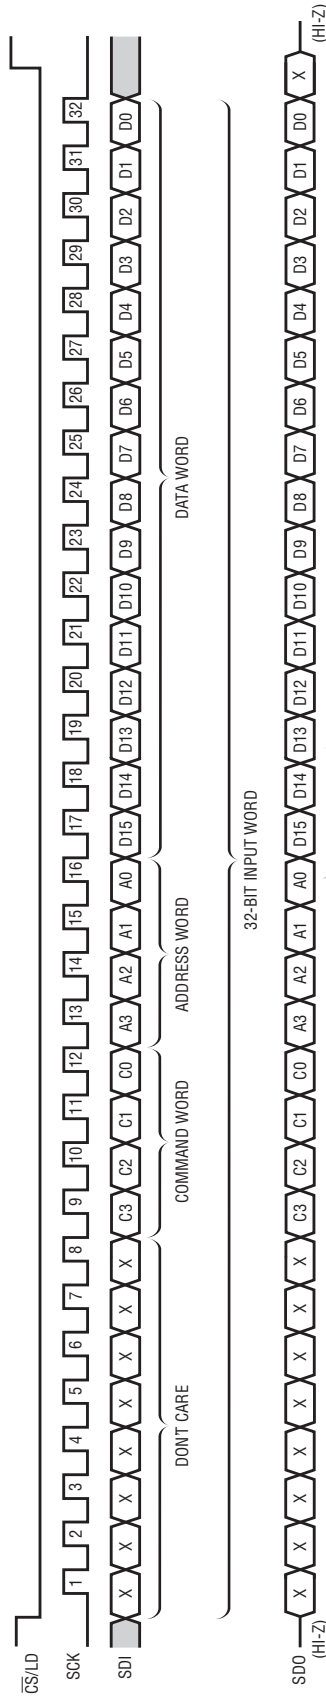 CS/LD
SCK 1 2 3 4 5 6 7 8 9 10 11 12 13 14 15 16 17 18 19 20 21 22 23 24 25 26 27 28 29 30 31 32
SDI X X X X X X X X C3 C2 C1 C0 A3 A2 A1 A0 D15 D14 D13 D12 D11 D10 D9 D8 D7 D6 D5 D4 D3 D2 D1 D0
DON'T CARE COMMAND WORD ADDRESS WORD DATA WORD
32-BIT INPUT WORD
SDO X X X X X X X X C3 C2 C1 C0 A3 A2 A1 A0 D15 D14 D13 D12 D11 D10 D9 D8 D7 D6 D5 D4 D3 D2 D1 D0 X
(HI-Z) (HI-Z)